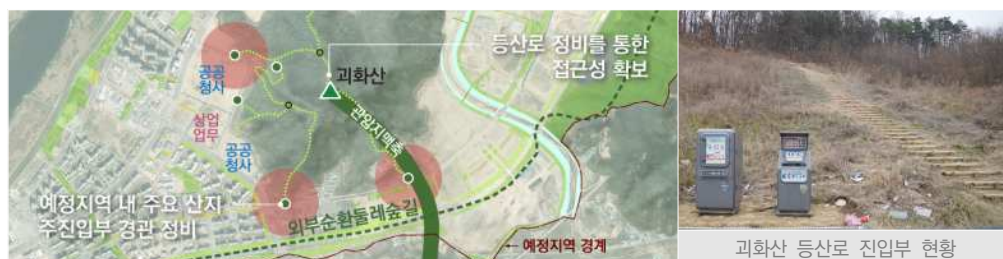 등산로 정비를 통한
접근성 확보
괴화산
공공
청사
상업
업무
공공
청사
관암지맥축
예정지역 내 주요 산지
주진입부 경관 정비
외부순환둘레숲길
← 예정지역 경계
괴화산 등산로 진입부 현황